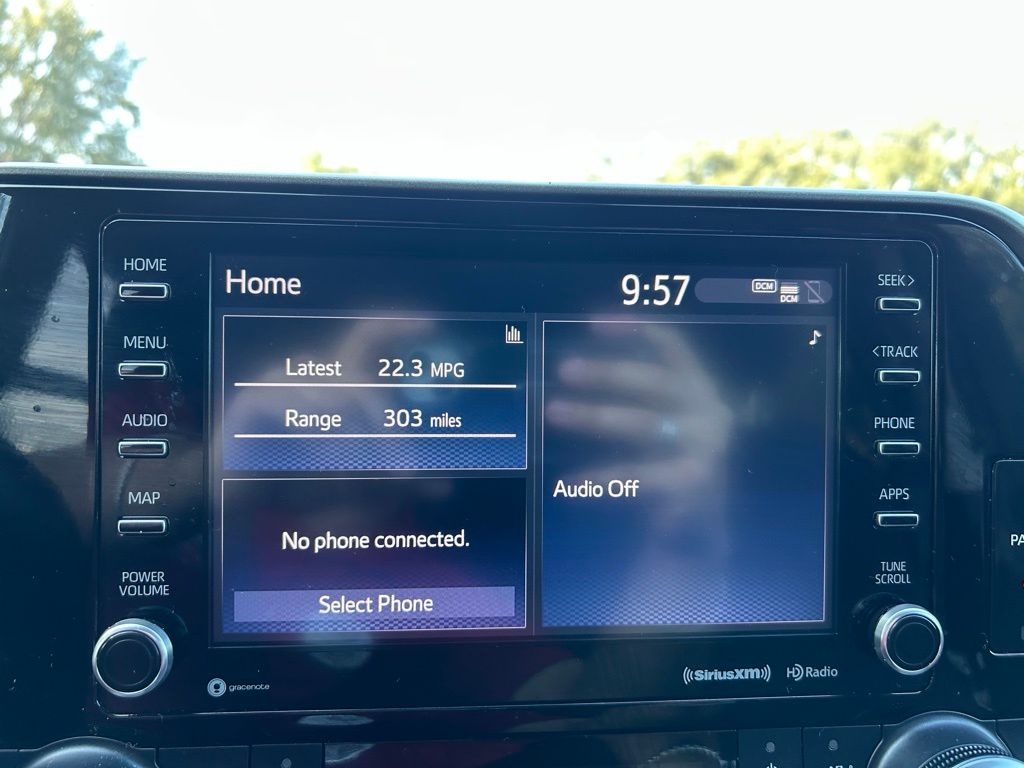 HOME
MENU
AUDIO
MAP
POWER
VOLUME
Home
9:57
DCM
DCM
Latest 22.3 MPG
Range 303 miles
No phone connected.
Select Phone
Audio Off
SEEK>
<TRACK
PHONE
APPS
TUNE
SCROLL
gracenote
SiriusXM
HD Radio
PA